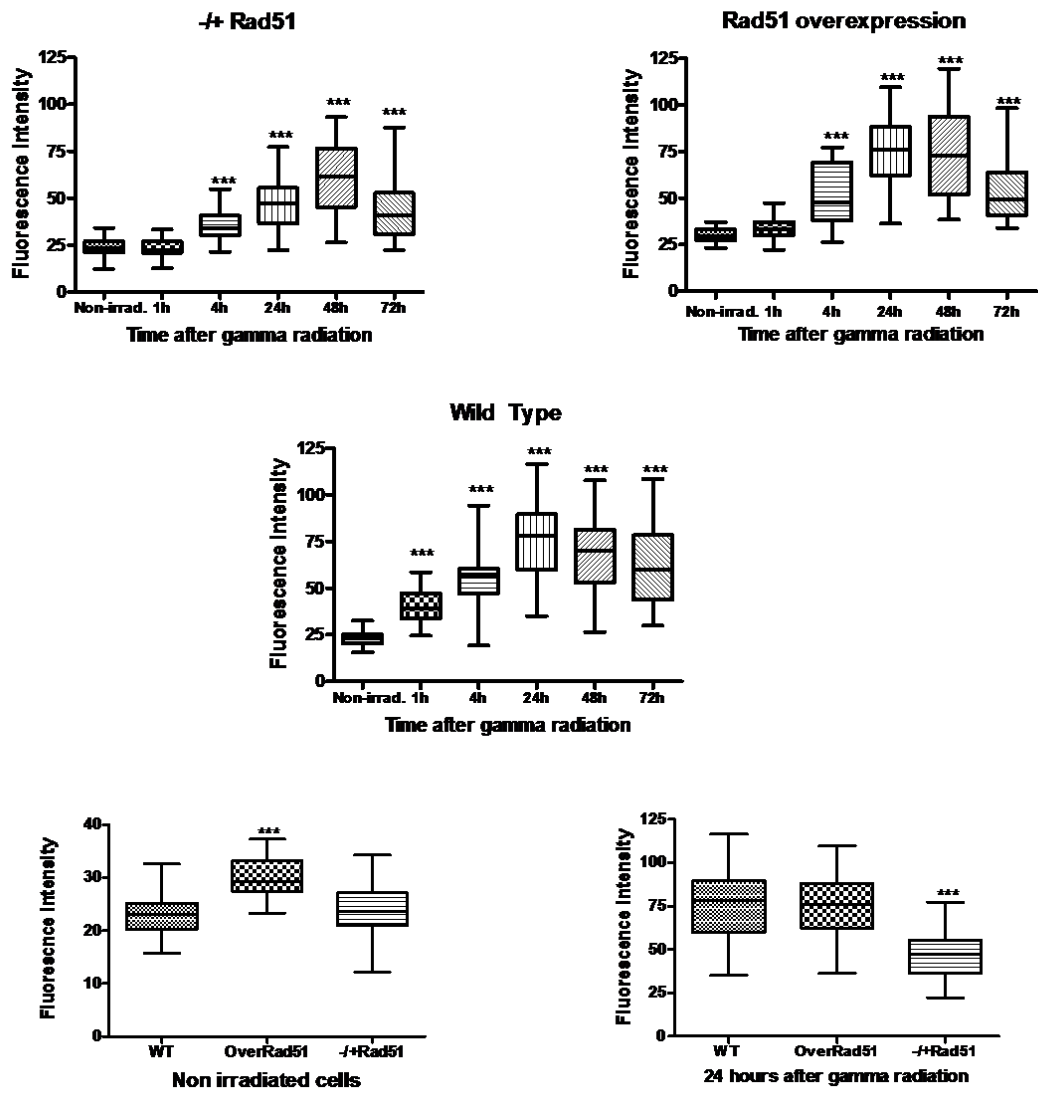 -/+ Rad51
Fluorescence Intensity
125
100
75
50
25
0
***
***
***
***
Non-irrad. 1h 4h 24h 48h 72h
Time after gamma radiation
Rad51 overexpression
Fluorescence Intensity
125
100
75
50
25
0
***
***
***
***
Non-irrad. 1h 4h 24h 48h 72h
Time after gamma radiation
Wild Type
Fluorescence Intensity
125
100
75
50
25
0
***
***
***
***
***
Non-irrad. 1h 4h 24h 48h 72h
Time after gamma radiation
Fluorescnce Intensity
40
30
20
10
0
***
WT OverRad51 -/+Rad51
Non irradiated cells
Fluorescence Intensity
125
100
75
50
25
0
***
WT OverRad51 -/+Rad51
24 hours after gamma radiation